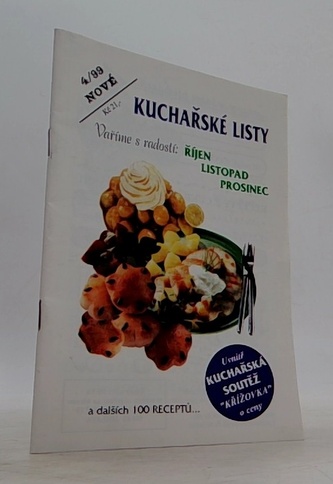 4/99
NOVÉ
Kč 21,-
KUCHAŘSKÉ LISTY
Vaříme s radostí: ŘÍJEN
LISTOPAD
PROSINEC
Uvnitř
KUCHAŘSKÁ
SOUTĚŽ
"KŘÍŽOVKA"
o ceny
a dalších 100 RECEPTŮ...